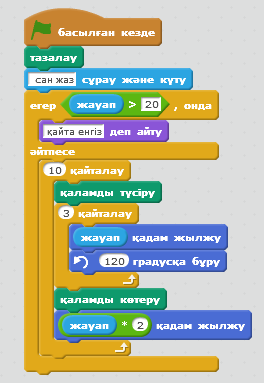 басылған кезде
тазалау
сан жаз сұрау және күту
егер жауап > 20 , онда
қайта енгіз деп айту
әйтпесе
10 қайталау
қаламды түсіру
3 қайталау
жауап қадам жылжу
120 градусқа бұру
қаламды көтеру
жауап * 2 қадам жылжу